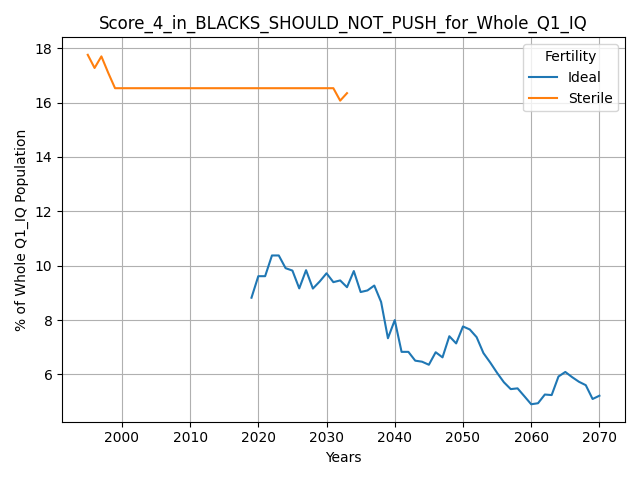 Score_4_in_BLACKS_SHOULD_NOT_PUSH_for_Whole_Q1_IQ
18
16
14
12
10
8
6
% of Whole Q1_IQ Population
Fertility
Ideal
Sterile
2000
2010
2020
2030
2040
2050
2060
2070
Years